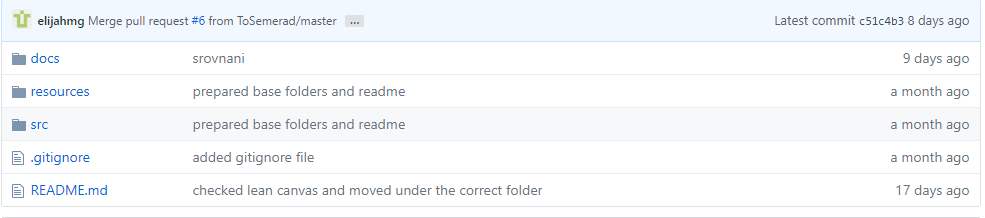 elijahmg Merge pull request #6 from ToSemerad/master ... Latest commit c51c4b3 8 days ago
docs srovnani 9 days ago
resources prepared base folders and readme a month ago
src prepared base folders and readme a month ago
.gitignore added gitignore file a month ago
README.md checked lean canvas and moved under the correct folder 17 days ago